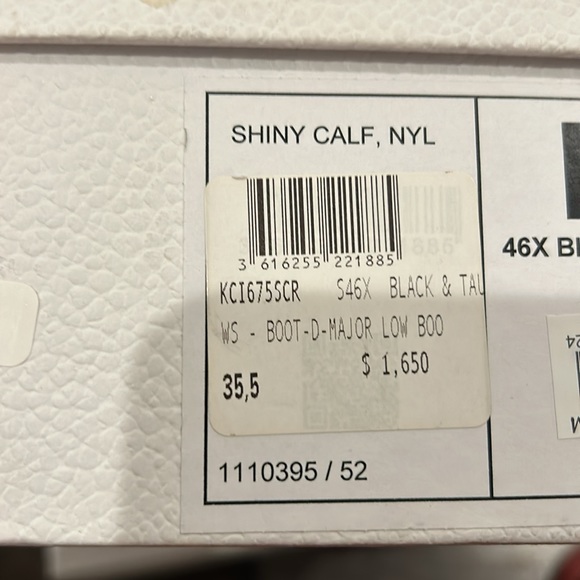 SHINY CALF, NYL
3 616255 221885
KCI675SCR S46X BLACK & TAU
WS - BOOT-D-MAJOR LOW BOO
$ 1,650
35,5
1110395 / 52
46X BL
24
M